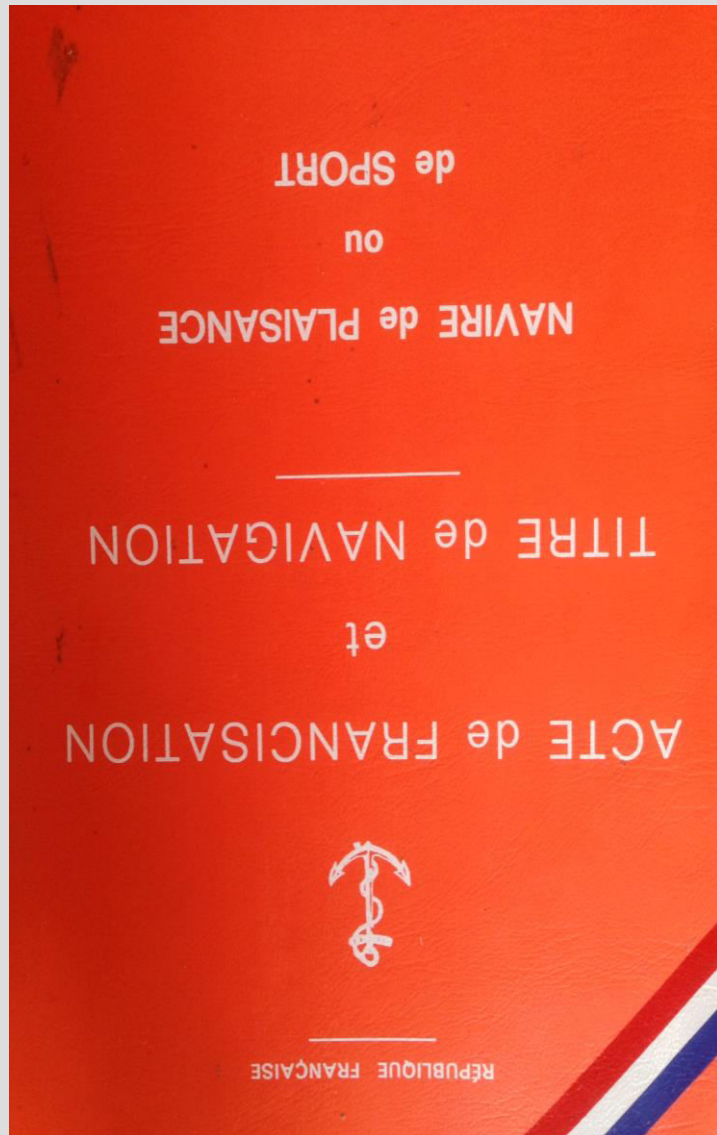 RÉPUBLIQUE FRANÇAISE
ACTE de FRANCISATION
et
TITRE de NAVIGATION
NAVIRE de PLAISANCE
ou
de SPORT